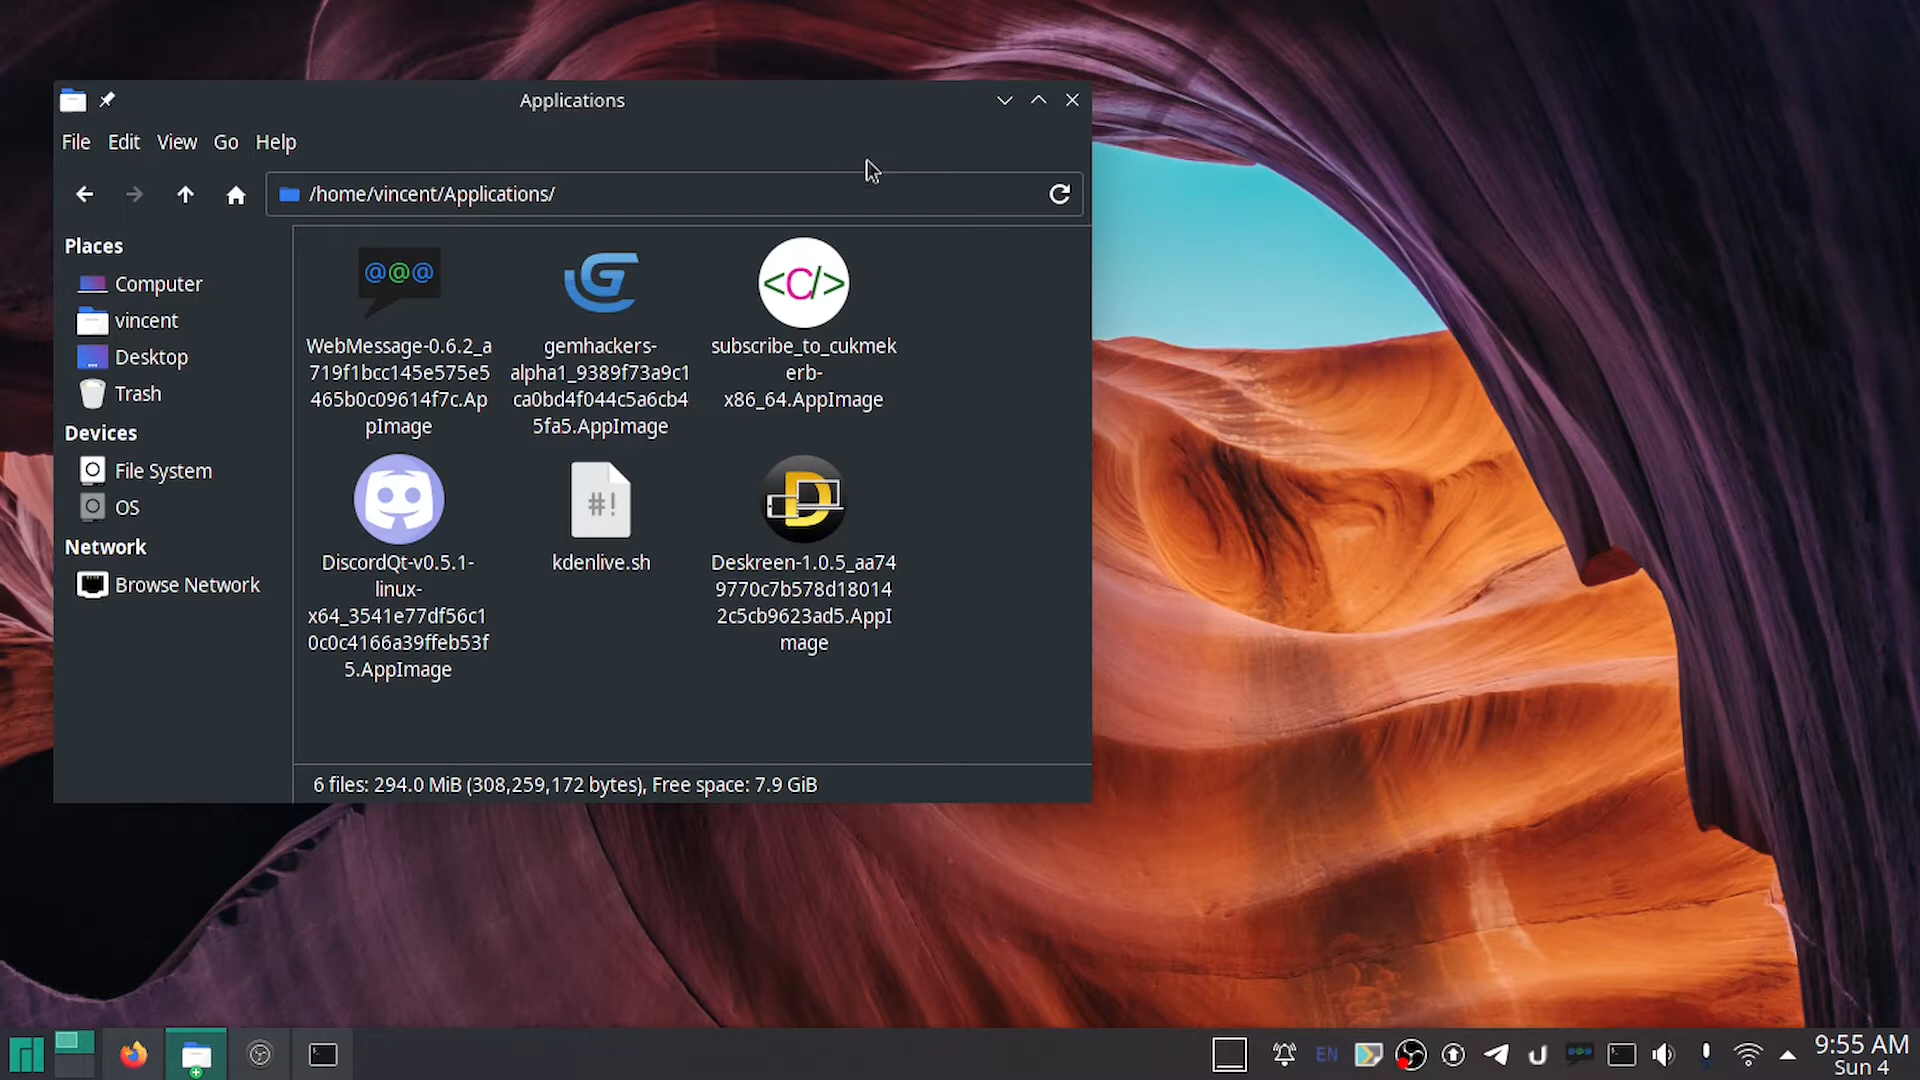 Applications
File Edit View Go Help
/home/vincent/Applications/
Places
Computer
vincent
Desktop
Trash
Devices
File System
OS
Network
Browse Network
@@@
G
<C/>
WebMessage-0.6.2_a
719f1bcc145e575e5
465b0c09614f7c.Ap
pImage
gemhackers-
alpha1_9389f73a9c1
ca0bd4f044c5a6cb4
5fa5.AppImage
subscribe_to_cukmek
erb-
x86_64.AppImage
#!
D
DiscordQt-v0.5.1-
linux-
x64_3541e77df56c1
0c0c4166a39ffeb53f
5.AppImage
kdenlive.sh
Deskreen-1.0.5_aa74
9770c7b578d18014
2c5cb9623ad5.AppI
mage
6 files: 294.0 MiB (308,259,172 bytes), Free space: 7.9 GiB
EN
@@@
9:55 AM
Sun 4